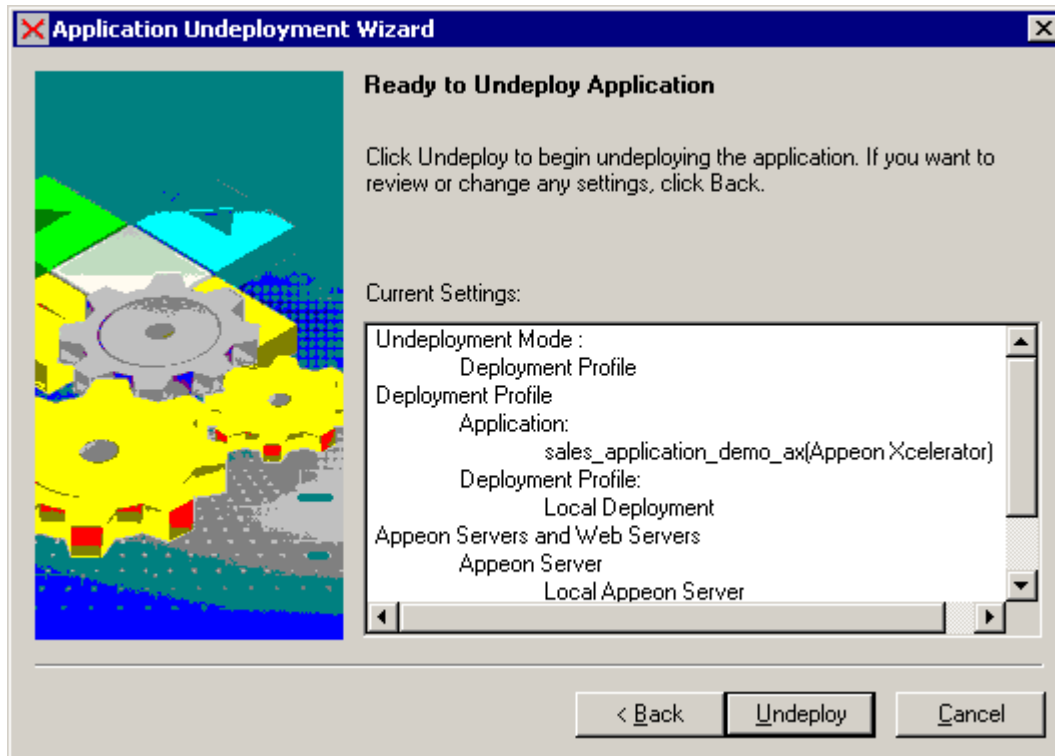 Application Undeployment Wizard
Ready to Undeploy Application
Click Undeploy to begin undeploying the application. If you want to
review or change any settings, click Back.
Current Settings:
Undeployment Mode :
Deployment Profile
Deployment Profile
Application:
sales_application_demo_ax(Appeon Xcelerator)
Deployment Profile:
Local Deployment
Appeon Servers and Web Servers
Appeon Server
Local Appeon Server
< Back
Undeploy
Cancel